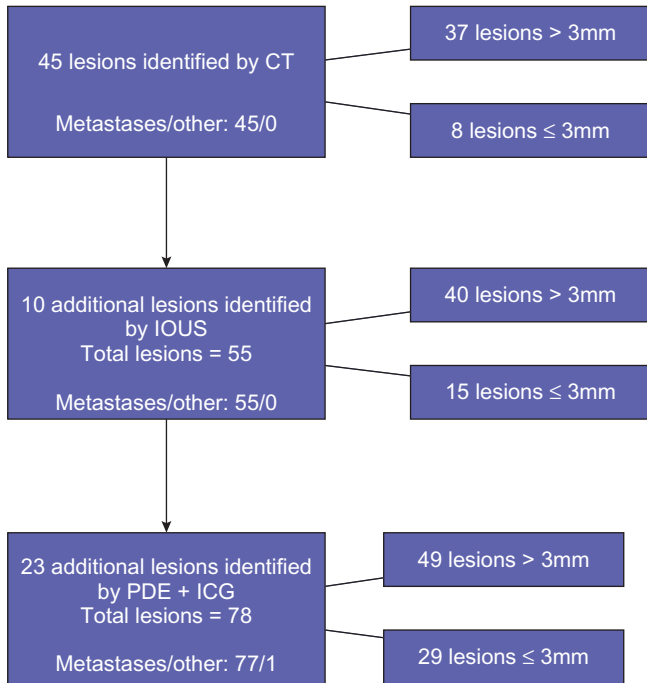 45 lesions identified by CT
Metastases/other: 45/0
37 lesions > 3mm
8 lesions ≤ 3mm
10 additional lesions identified
by IOUS
Total lesions = 55
Metastases/other: 55/0
40 lesions > 3mm
15 lesions ≤ 3mm
23 additional lesions identified
by PDE + ICG
Total lesions = 78
Metastases/other: 77/1
49 lesions > 3mm
29 lesions ≤ 3mm